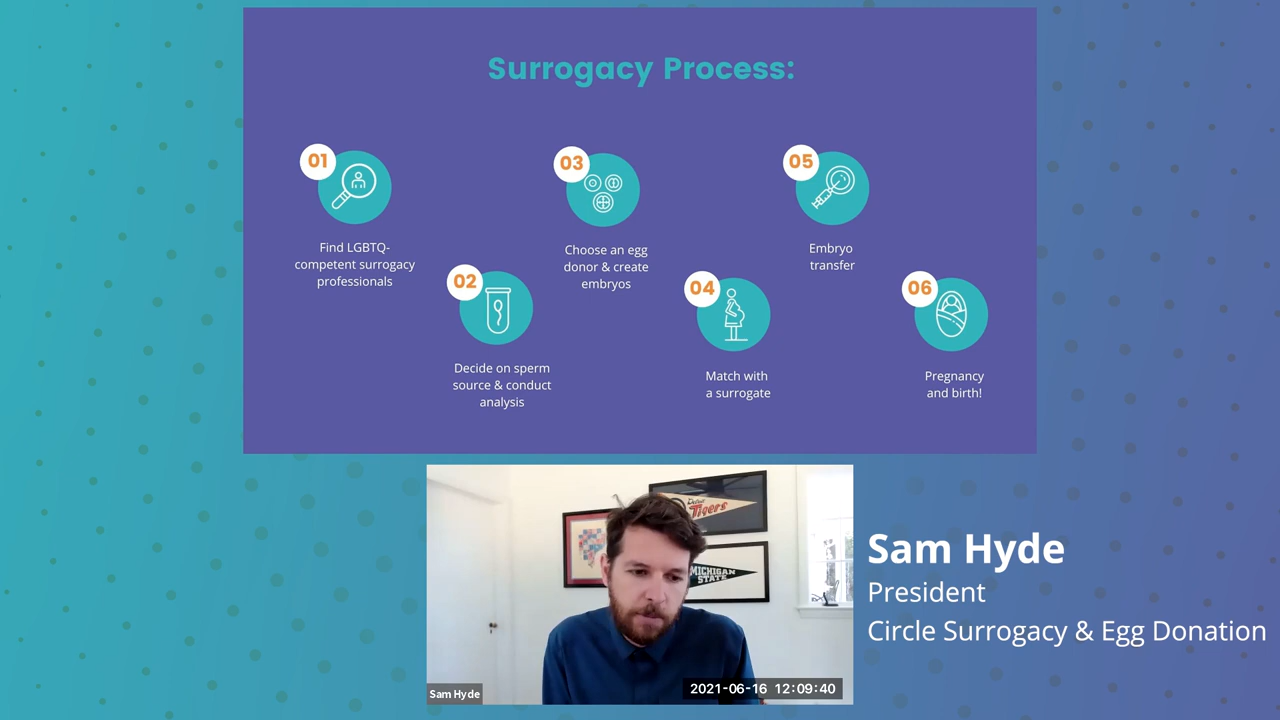 Surrogacy Process:
01
Find LGBTQ-
competent surrogacy
professionals
02
Decide on sperm
source & conduct
analysis
03
Choose an egg
donor & create
embryos
04
Match with
a surrogate
05
Embryo
transfer
06
Pregnancy
and birth!
Detroit
Tigers
MICHIGAN
STATE
Sam Hyde
2021-06-16 12:09:40
Sam Hyde
President
Circle Surrogacy & Egg Donation